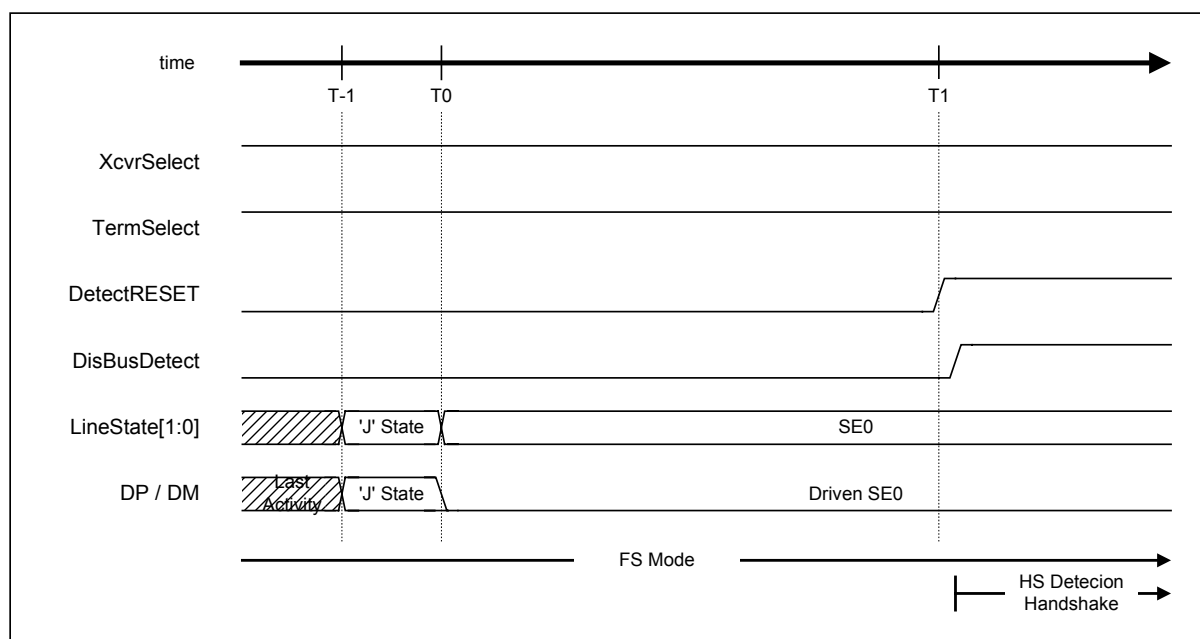 time
T-1
T0
T1
XcvrSelect
TermSelect
DetectRESET
DisBusDetect
LineState[1:0]
'J' State
SE0
DP / DM
Last
Activity
'J' State
Driven SE0
FS Mode
HS Detecion
Handshake